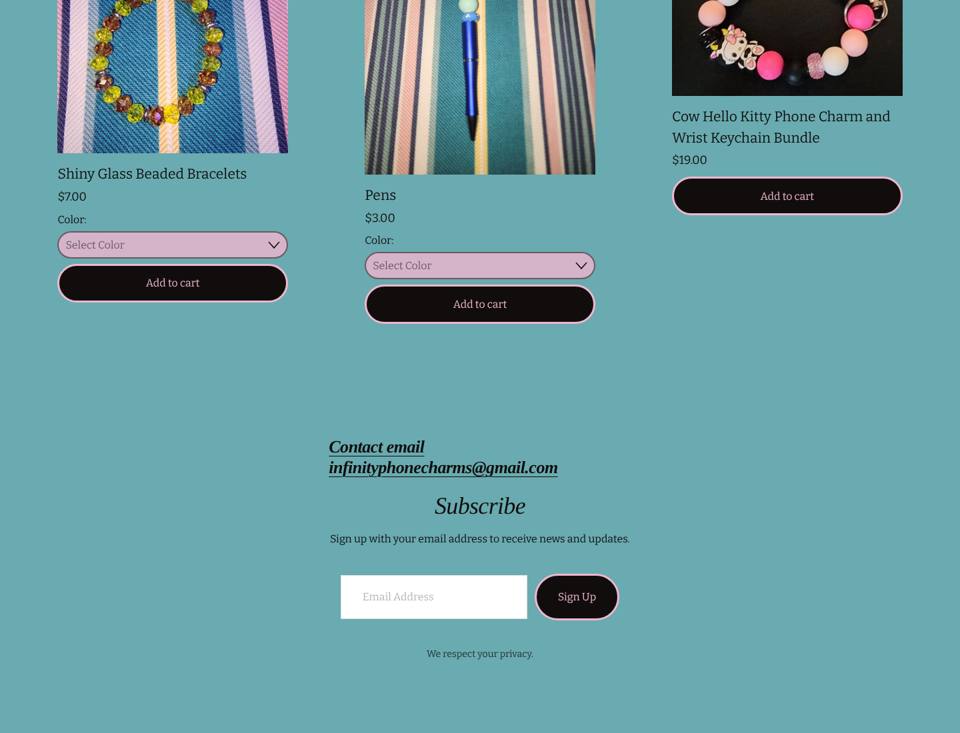 Shiny Glass Beaded Bracelets
$7.00
Color:
Select Color
Add to cart
Pens
$3.00
Color:
Select Color
Add to cart
Cow Hello Kitty Phone Charm and
Wrist Keychain Bundle
$19.00
Add to cart
Contact email
infinityphonecharms@gmail.com
Subscribe
Sign up with your email address to receive news and updates.
Email Address
Sign Up
We respect your privacy.